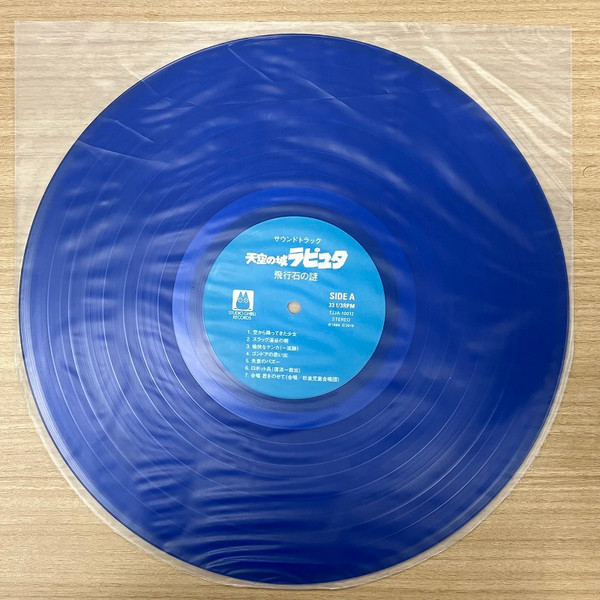 サウンドトラック
天空の城ラピュタ
飛行石の謎
SIDE A
33 1/3RPM
TJJA-10012
STEREO
STUDIO GHIBLI
RECORDS
1. 空から降ってきた少女
2. スラッグ渓谷の朝
3. 愉快なケンカ(〜追跡)
4. ゴンドアの思い出
5. 失意のパズー
6. ロボット兵(復活〜救出)
7. 合唱 君をのせて(合唱/杉並児童合唱団)